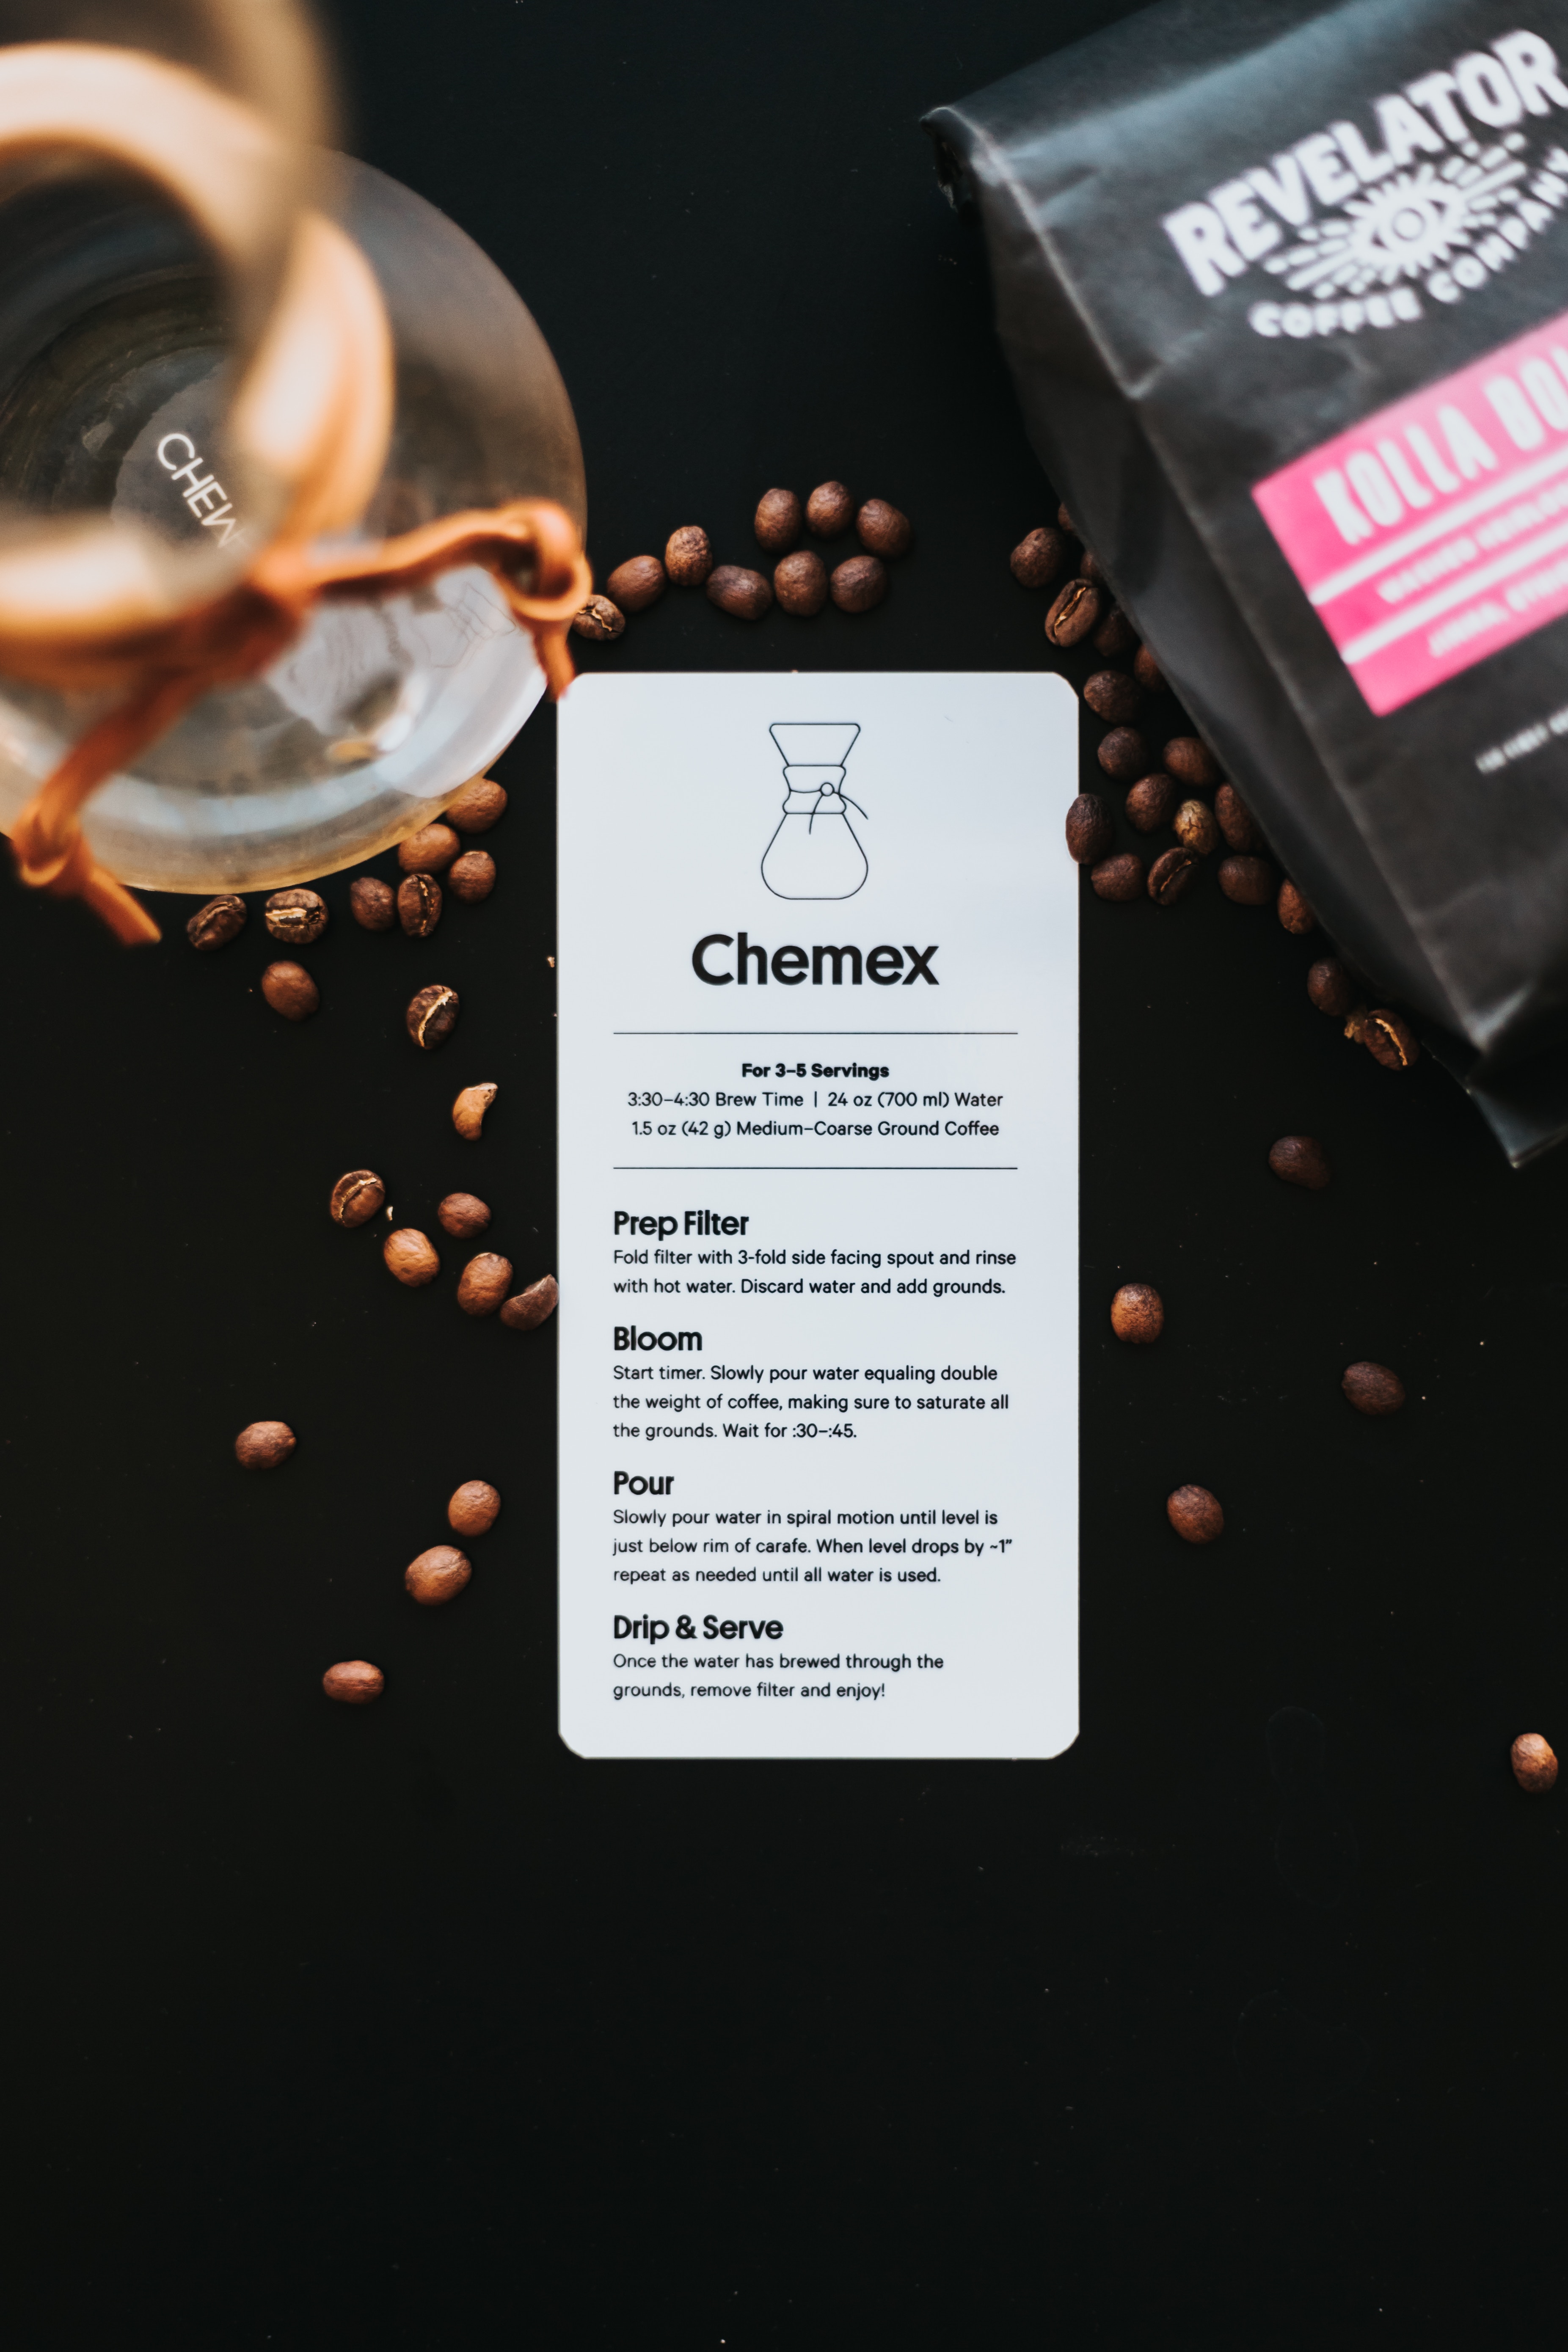 CHEM
REVELATOR
COFFEE COMPANY
KOLLA
WASHED
Chemex
For 3–5 Servings
3:30–4:30 Brew Time | 24 oz (700 ml) Water
1.5 oz (42 g) Medium–Coarse Ground Coffee
Prep Filter
Fold filter with 3-fold side facing spout and rinse
with hot water. Discard water and add grounds.
Bloom
Start timer. Slowly pour water equaling double
the weight of coffee, making sure to saturate all
the grounds. Wait for :30–:45.
Pour
Slowly pour water in spiral motion until level is
just below rim of carafe. When level drops by ~1”
repeat as needed until all water is used.
Drip & Serve
Once the water has brewed through the
grounds, remove filter and enjoy!